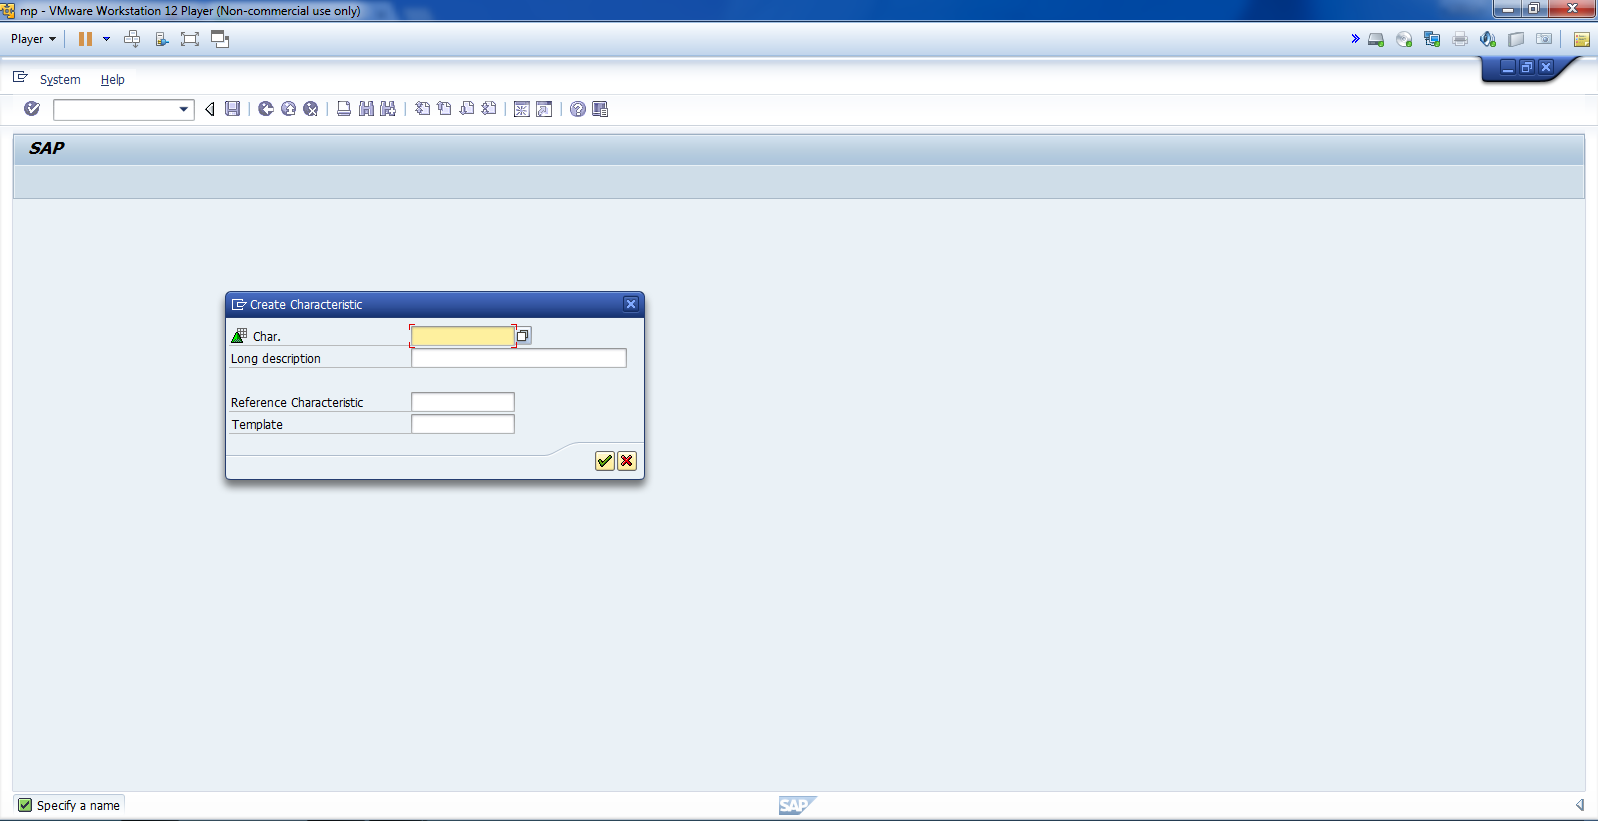 mp - VMware Workstation 12 Player (Non-commercial use only)
Player
System Help
SAP
Create Characteristic
Char.
Long description
Reference Characteristic
Template
Specify a name
SAP